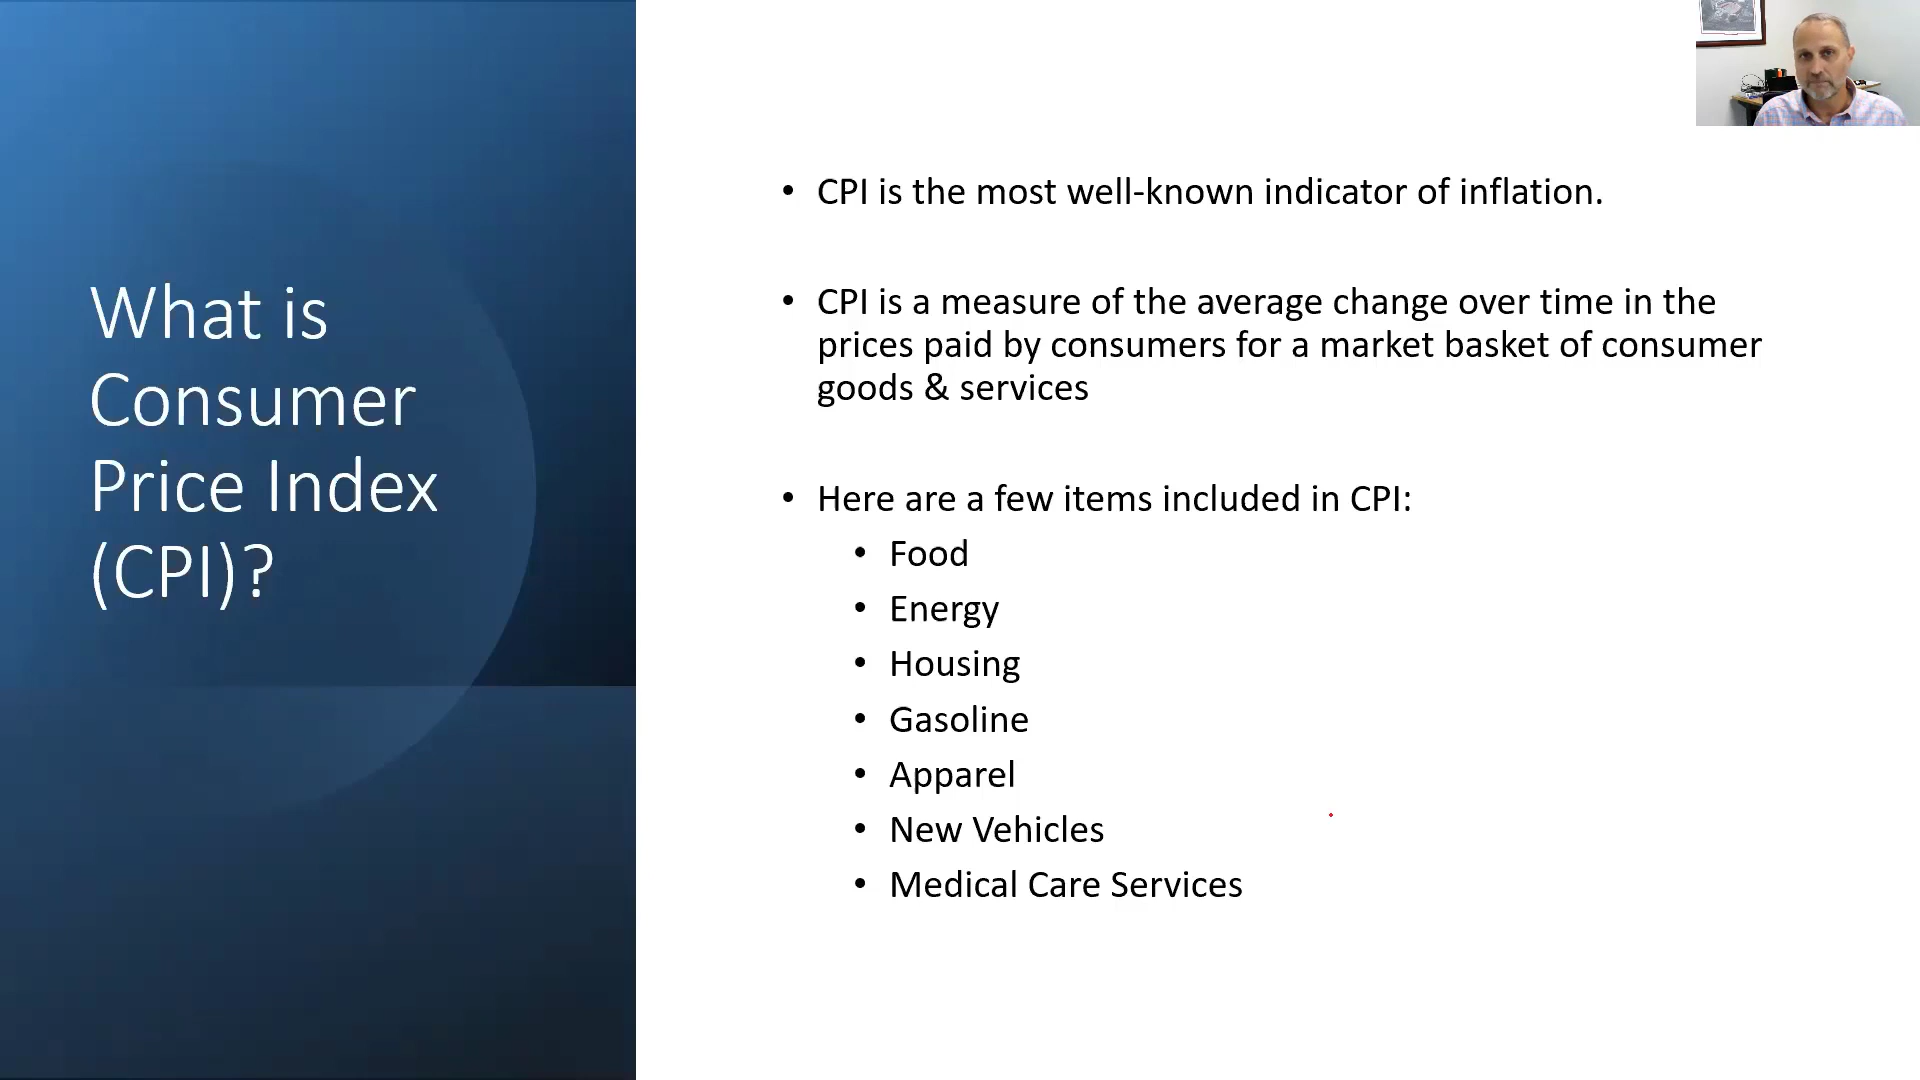 What is
Consumer
Price Index
(CPI)?
• CPI is the most well-known indicator of inflation.
• CPI is a measure of the average change over time in the
prices paid by consumers for a market basket of consumer
goods & services
• Here are a few items included in CPI:
• Food
• Energy
• Housing
• Gasoline
• Apparel
• New Vehicles
• Medical Care Services